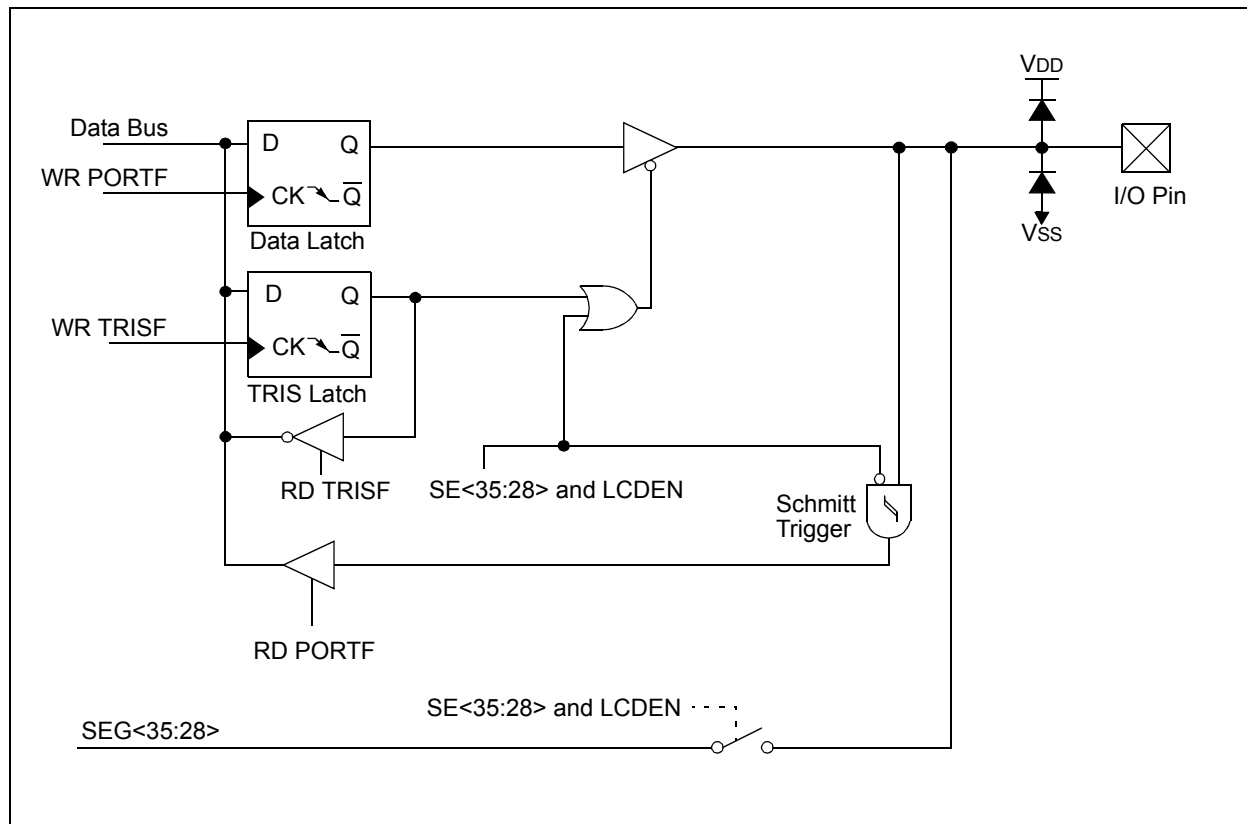 VDD
Data Bus
D
Q
WR PORTF
CK
Q̅
I/O Pin
Data Latch
VSS
D
Q
WR TRISF
CK
Q̅
TRIS Latch
RD TRISF
SE<35:28> and LCDEN
Schmitt
Trigger
RD PORTF
SE<35:28> and LCDEN
SEG<35:28>